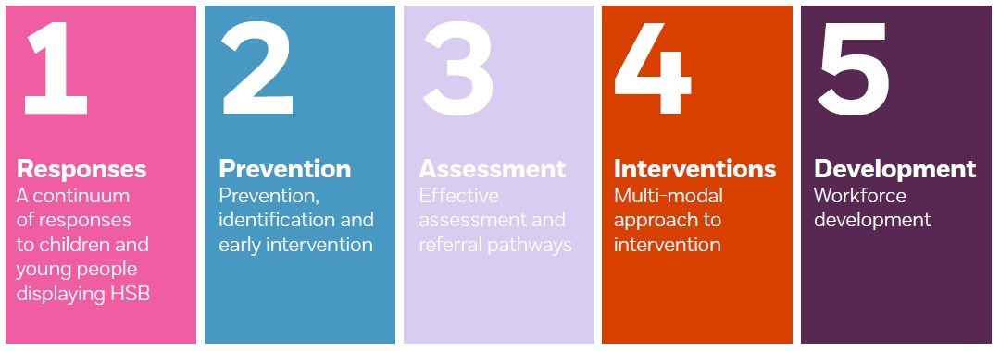 1
Responses
A continuum
of responses
to children and
young people
displaying HSB
2
Prevention
Prevention,
identification and
early intervention
3
Assessment
Effective
assessment and
referral pathways
4
Interventions
Multi-modal
approach to
intervention
5
Development
Workforce
development